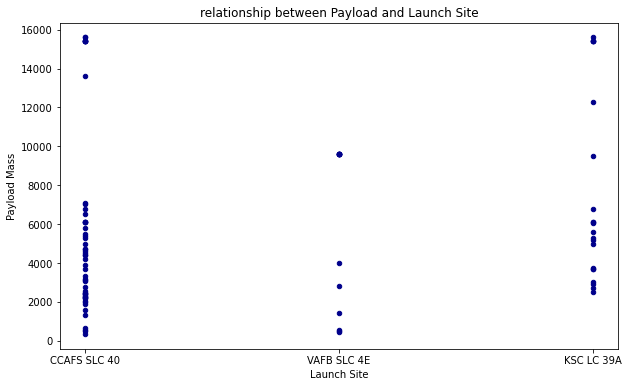 relationship between Payload and Launch Site
16000
14000
12000
10000
8000
6000
4000
2000
0
Payload Mass
CCAFS SLC 40
VAFB SLC 4E
KSC LC 39A
Launch Site